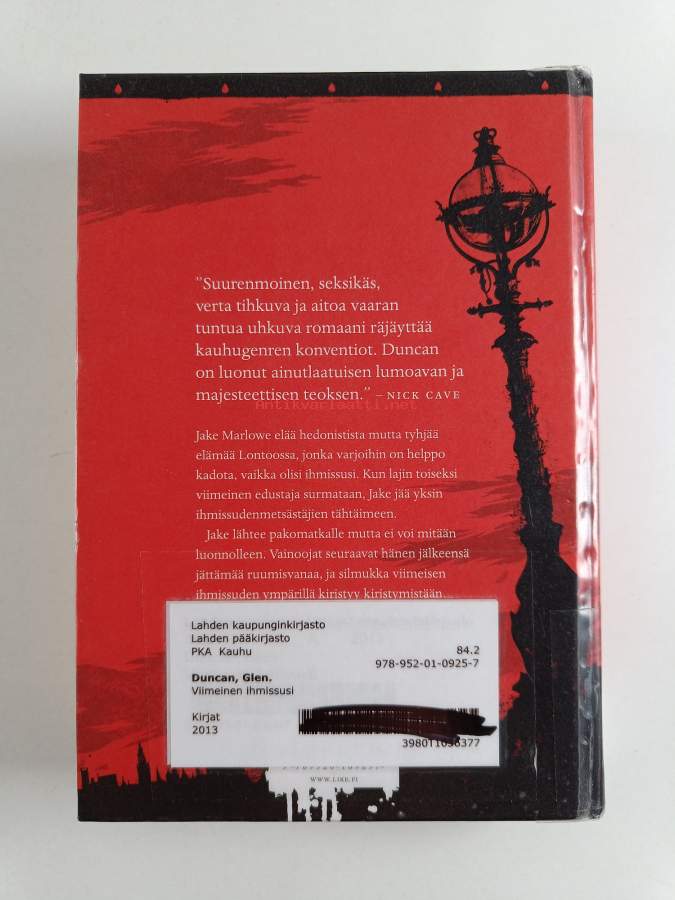 ”Suurenmoinen, seksikäs,
verta tihkuva ja aitoa vaaran
tuntua uhkuva romaani räjäyttää
kauhugenren konventiot. Duncan
on luonut ainutlaatuisen lumoavan ja
majesteettisen teoksen.” – NICK CAVE
antikvariaatti.net
Jake Marlowe elää hedonistista mutta tyhjää
elämää Lontoossa, jonka varjoihin on helppo
kadota, vaikka olisi ihmissusi. Kun lajin toiseksi
viimeinen edustaja surmataan, Jake jää yksin
ihmissudenmetsästäjien tähtäimeen.
Jake lähtee pakomatkalle mutta ei voi mitään
luonnolleen. Vainoojat seuraavat hänen jälkeensä
jättämää ruumisvanaa, ja silmukka viimeisen
ihmissuden ympärillä kiristyy kiristymistään
Lahden kaupunginkirjasto
Lahden pääkirjasto
PKA Kauhu 84.2
978-952-01-0925-7
Duncan, Glen.
Viimeinen ihmissusi
Kirjat
2013
WWW.LIKE.FI